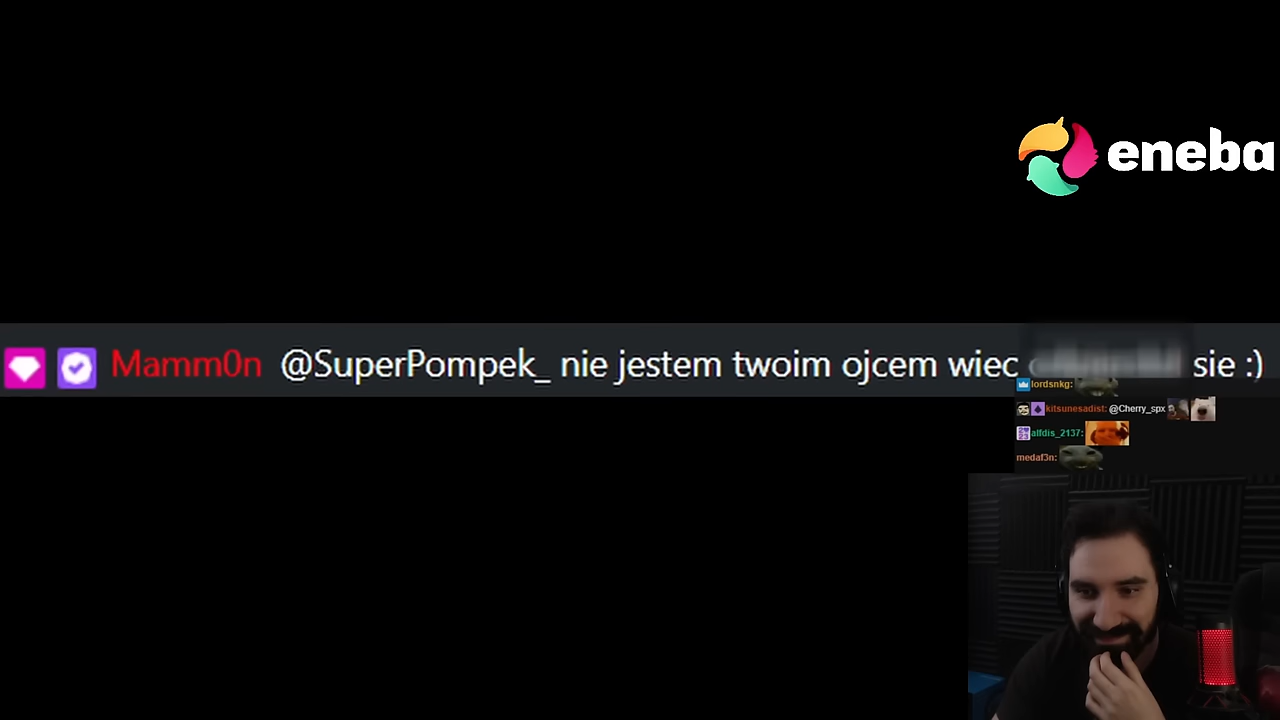 eneba
Mamm0n @SuperPompek_ nie jestem twoim ojcem wiec sie :)
lordsnkg:
kitsunesadist: @Cherry_spx
alfdis_2137:
medaf3n: